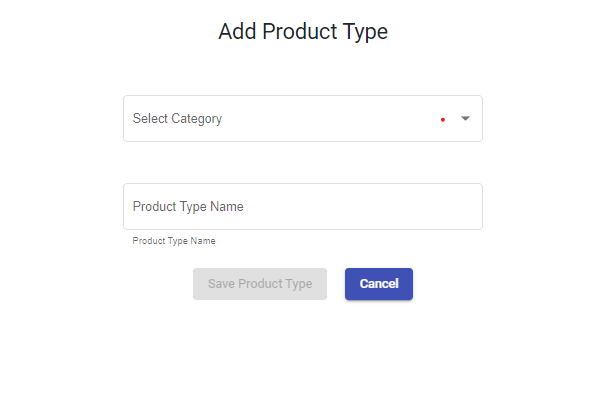 Add Product Type
Select Category
Product Type Name
Product Type Name
Save Product Type
Cancel